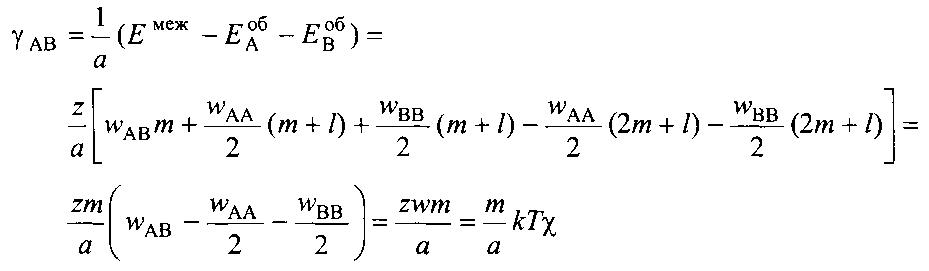 γ_AB = 1/a (E^меж − E_A^об − E_B^об) =
z/a [w_AB m + w_AA/2 (m + l) + w_BB/2 (m + l) − w_AA/2 (2m + l) − w_BB/2 (2m + l)] =
zm/a (w_AB − w_AA/2 − w_BB/2) = zwm/a = m/a kTχ